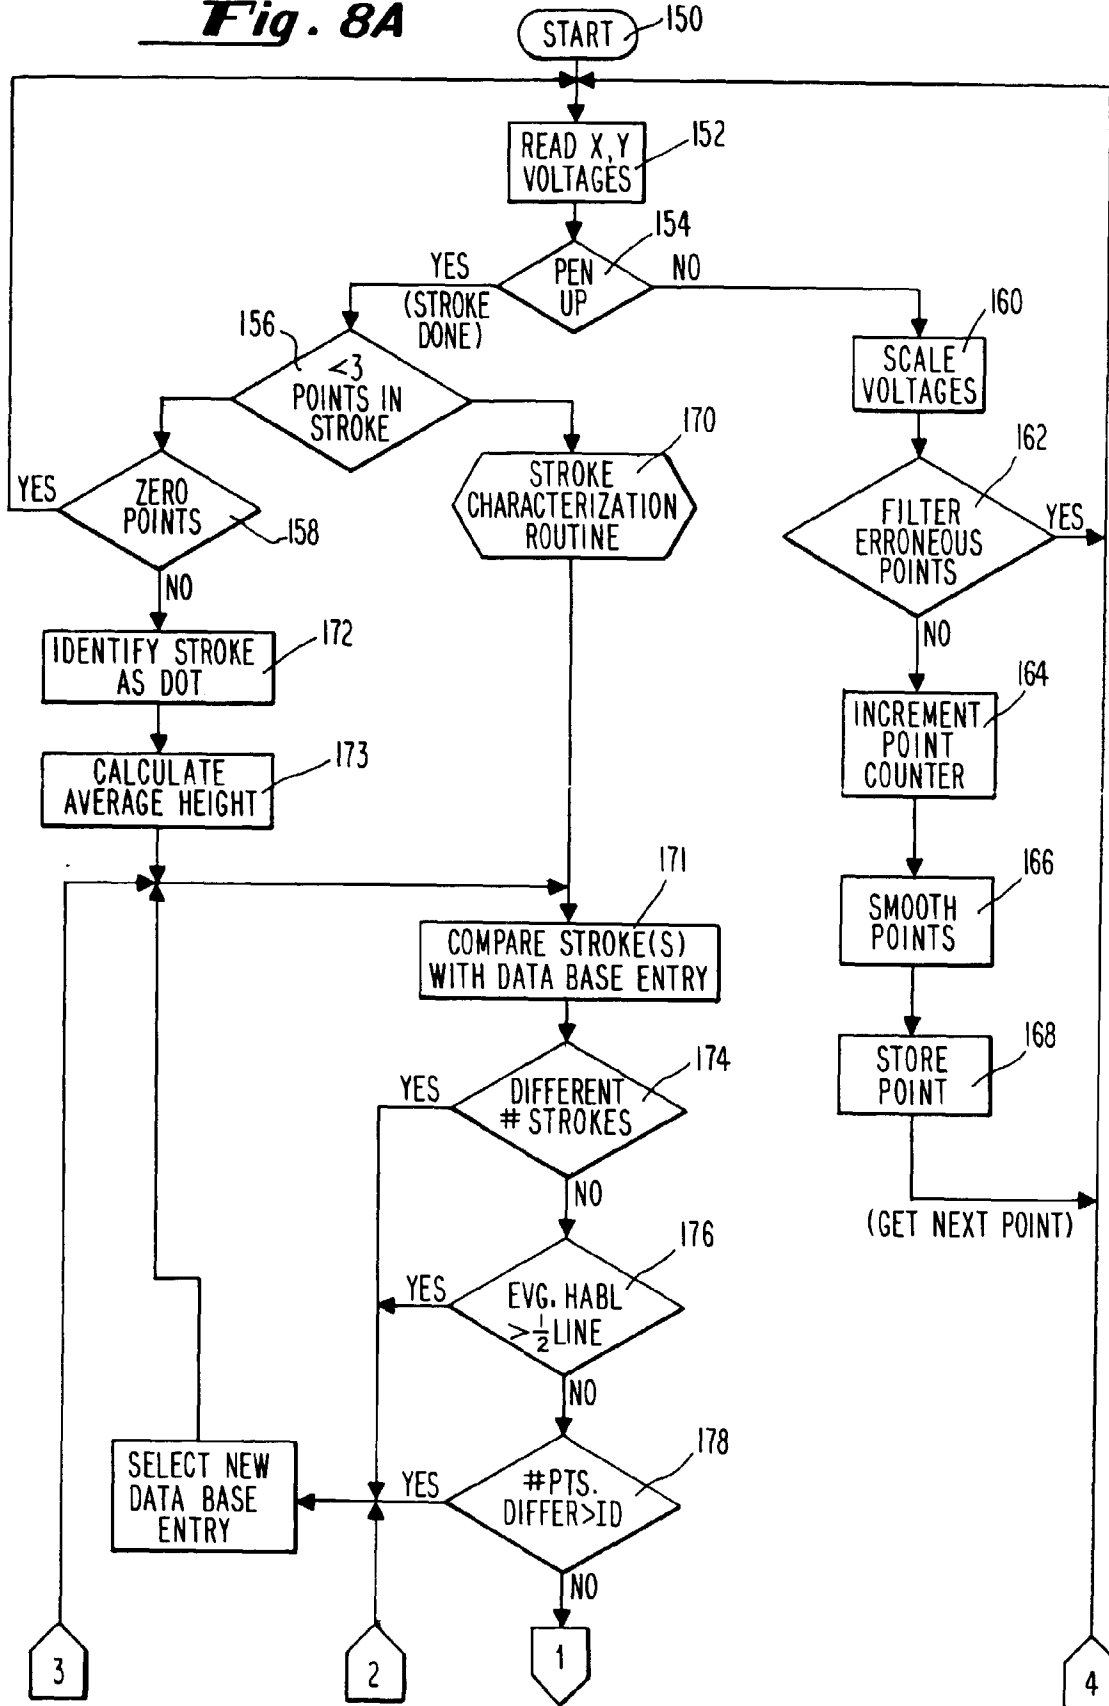 Fig. 8A
START
150
READ X,Y
VOLTAGES
152
PEN
UP
154
YES
(STROKE
DONE)
NO
<3
POINTS IN
STROKE
156
SCALE
VOLTAGES
160
ZERO
POINTS
158
YES
NO
STROKE
CHARACTERIZATION
ROUTINE
170
FILTER
ERRONEOUS
POINTS
162
YES
NO
IDENTIFY STROKE
AS DOT
172
INCREMENT
POINT
COUNTER
164
CALCULATE
AVERAGE HEIGHT
173
SMOOTH
POINTS
166
COMPARE STROKE(S)
WITH DATA BASE ENTRY
171
STORE
POINT
168
(GET NEXT POINT)
DIFFERENT
# STROKES
174
YES
NO
EVG. HABL
>1/2 LINE
176
YES
NO
#PTS.
DIFFER>ID
178
YES
NO
SELECT NEW
DATA BASE
ENTRY
3
2
1
4